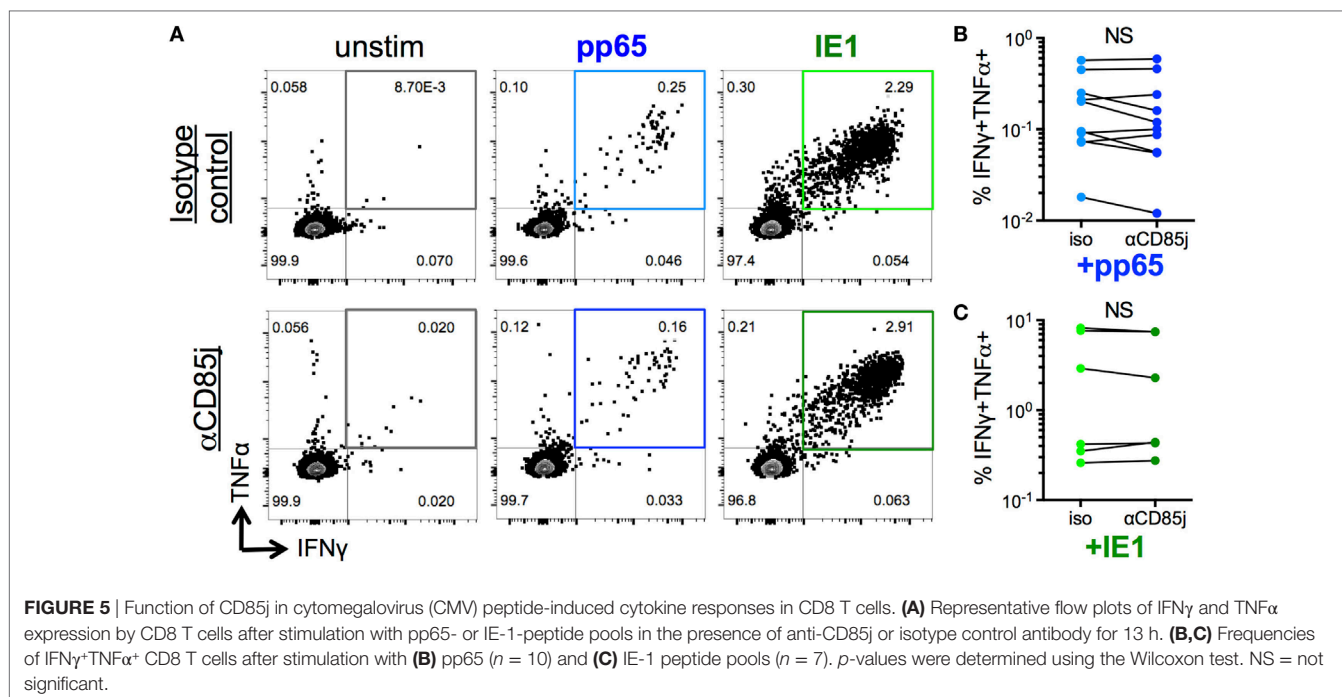 A
unstim
pp65
IE1
Isotype
control
0.058
8.70E-3
0.10
0.25
0.30
2.29
99.9
0.070
99.6
0.046
97.4
0.054
αCD85j
0.056
0.020
0.12
0.16
0.21
2.91
99.9
0.020
99.7
0.033
96.8
0.063
TNFα
IFNγ
B
NS
% IFNγ+TNFα+
10⁰
10⁻¹
10⁻²
iso
αCD85j
+pp65
C
NS
% IFNγ+TNFα+
10¹
10⁰
10⁻¹
iso
αCD85j
+IE1
FIGURE 5 | Function of CD85j in cytomegalovirus (CMV) peptide-induced cytokine responses in CD8 T cells. (A) Representative flow plots of IFNγ and TNFα
expression by CD8 T cells after stimulation with pp65- or IE-1-peptide pools in the presence of anti-CD85j or isotype control antibody for 13 h. (B,C) Frequencies
of IFNγ⁺TNFα⁺ CD8 T cells after stimulation with (B) pp65 (n = 10) and (C) IE-1 peptide pools (n = 7). p-values were determined using the Wilcoxon test. NS = not
significant.